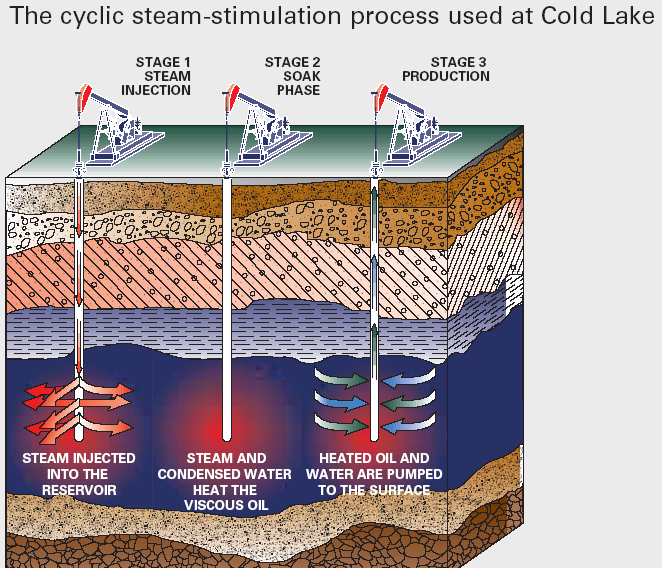 The cyclic steam-stimulation process used at Cold Lake
STAGE 1
STEAM
INJECTION
STAGE 2
SOAK
PHASE
STAGE 3
PRODUCTION
STEAM INJECTED
INTO THE
RESERVOIR
STEAM AND
CONDENSED WATER
HEAT THE
VISCOUS OIL
HEATED OIL AND
WATER ARE PUMPED
TO THE SURFACE